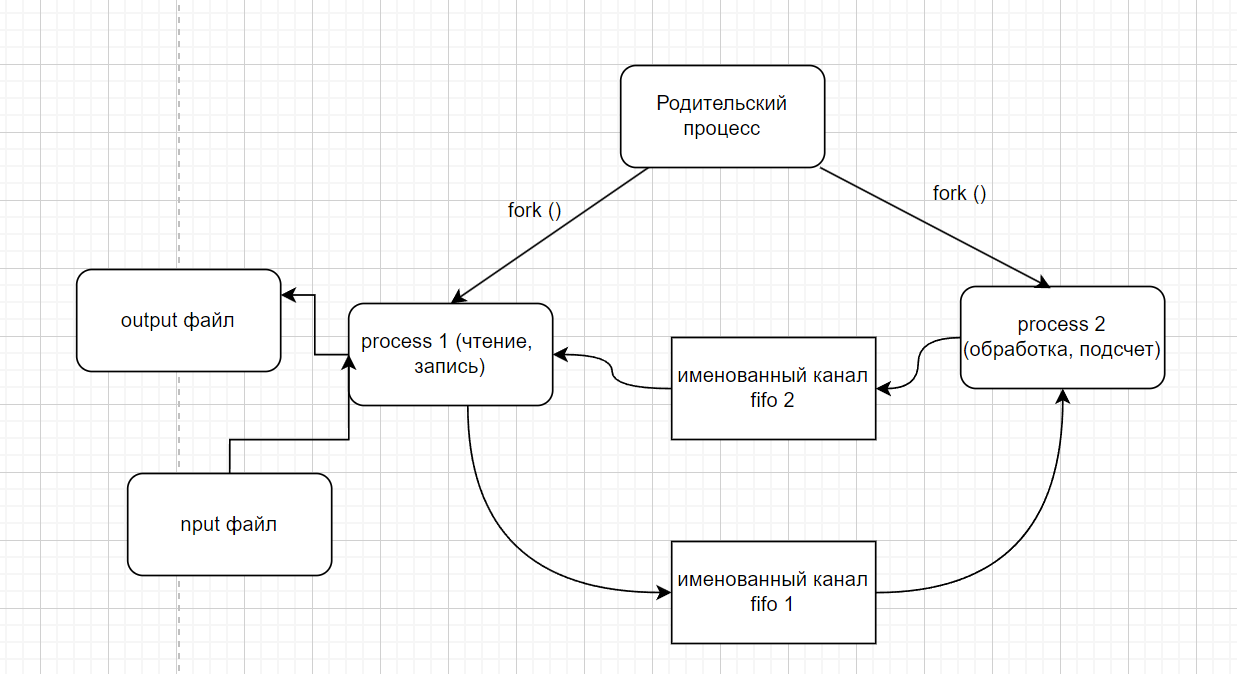 Родительский
процесс
fork ()
fork ()
output файл
process 1 (чтение,
запись)
process 2
(обработка, подсчет)
именованный канал
fifo 2
nput файл
именованный канал
fifo 1